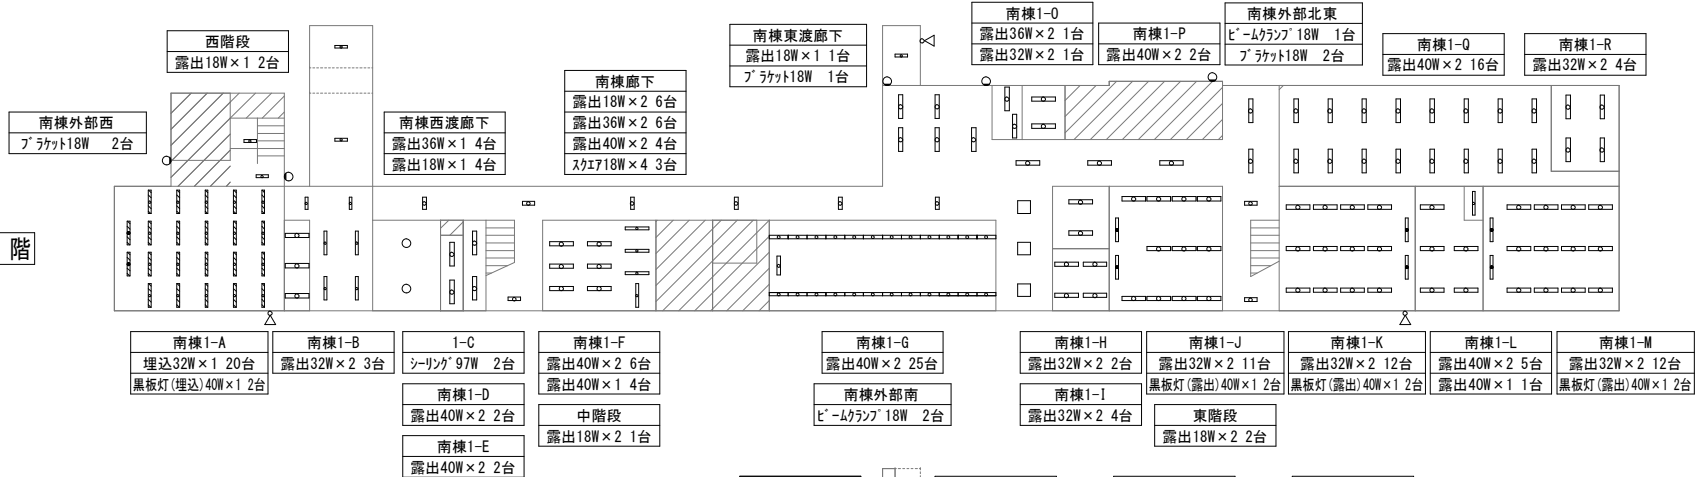 西階段
露出18W×1 2台
南棟外部西
ﾌﾞﾗｹｯﾄ18W 2台
南棟西渡廊下
露出36W×1 4台
露出18W×1 4台
南棟廊下
露出18W×2 6台
露出36W×2 6台
露出40W×2 4台
ｽｸｴｱ18W×4 3台
南棟東渡廊下
露出18W×1 1台
ﾌﾞﾗｹｯﾄ18W 1台
南棟1-O
露出36W×2 1台
露出32W×2 1台
南棟1-P
露出40W×2 2台
南棟外部北東
ﾋﾞｰﾑｸﾗﾝﾌﾟ18W 1台
ﾌﾞﾗｹｯﾄ18W 2台
南棟1-Q
露出40W×2 16台
南棟1-R
露出32W×2 4台
階
南棟1-A
埋込32W×1 20台
黒板灯(埋込)40W×1 2台
南棟1-B
露出32W×2 3台
1-C
ｼｰﾘﾝｸﾞ97W 2台
南棟1-D
露出40W×2 2台
南棟1-E
露出40W×2 2台
南棟1-F
露出40W×2 6台
露出40W×1 4台
中階段
露出18W×2 1台
南棟1-G
露出40W×2 25台
南棟外部南
ﾋﾞｰﾑｸﾗﾝﾌﾟ18W 2台
南棟1-H
露出32W×2 2台
南棟1-I
露出32W×2 4台
南棟1-J
露出32W×2 11台
黒板灯(露出)40W×1 2台
東階段
露出18W×2 2台
南棟1-K
露出32W×2 12台
黒板灯(露出)40W×1 2台
南棟1-L
露出40W×2 5台
露出40W×1 1台
南棟1-M
露出32W×2 12台
黒板灯(露出)40W×1 2台